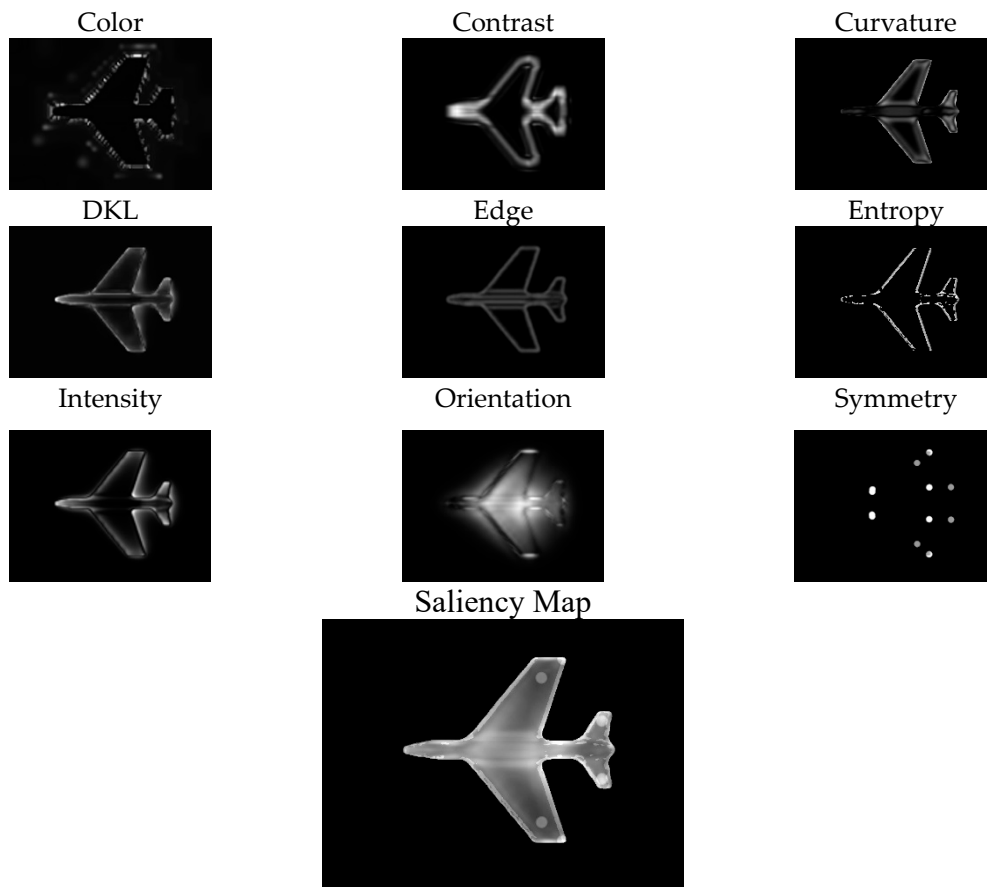 Color
Contrast
Curvature
DKL
Edge
Entropy
Intensity
Orientation
Symmetry
Saliency Map